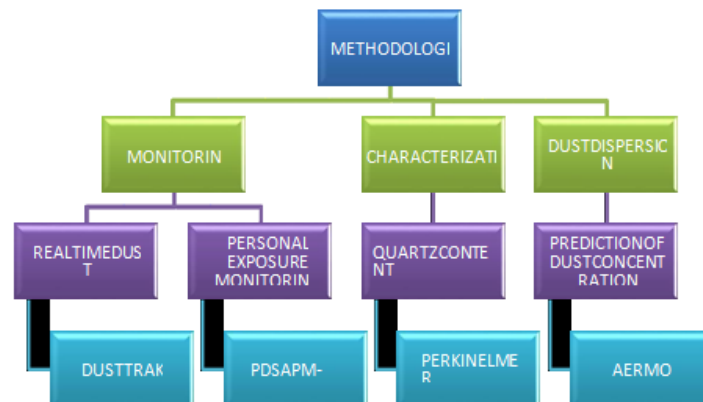 METHODOLOGI
MONITORIN
CHARACTERIZATI
DUSTDISPERSIC
N
REALTIMEDUS
T
PERSONAL
EXPOSURE
MONITORIN
QUARTZCONTE
NT
PREDICTIONOF
DUSTCONCENT
RATION
DUSTTRAK
PDSAPM-
PERKINELME
R
AERMO